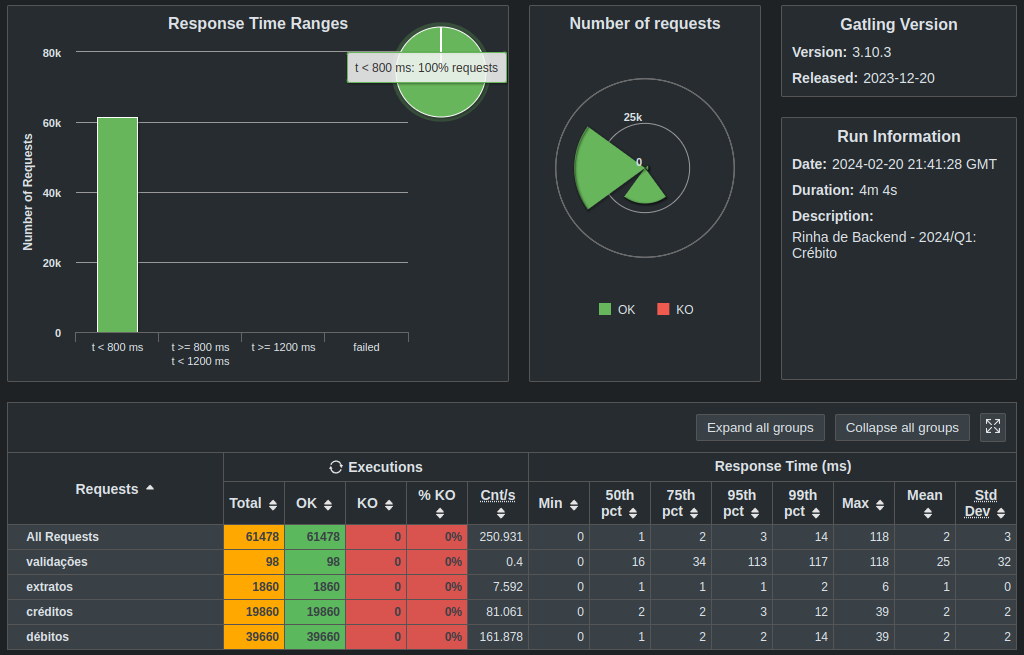 Response Time Ranges
80k
60k
40k
20k
0
Number of Requests
t < 800 ms
t >= 800 ms
t < 1200 ms
t >= 1200 ms
failed
t < 800 ms: 100% requests
Number of requests
25k
0
OK KO
Gatling Version
Version: 3.10.3
Released: 2023-12-20
Run Information
Date: 2024-02-20 21:41:28 GMT
Duration: 4m 4s
Description:
Rinha de Backend - 2024/Q1:
Crébito
Expand all groups Collapse all groups
Requests Executions Response Time (ms)
Total OK KO % KO Cnt/s Min 50th pct 75th pct 95th pct 99th pct Max Mean Std Dev
All Requests 61478 61478 0 0% 250.931 0 1 2 3 14 118 2 3
validações 98 98 0 0% 0.4 0 16 34 113 117 118 25 32
extratos 1860 1860 0 0% 7.592 0 1 1 1 2 6 1 0
créditos 19860 19860 0 0% 81.061 0 2 2 3 12 39 2 2
débitos 39660 39660 0 0% 161.878 0 1 2 2 14 39 2 2